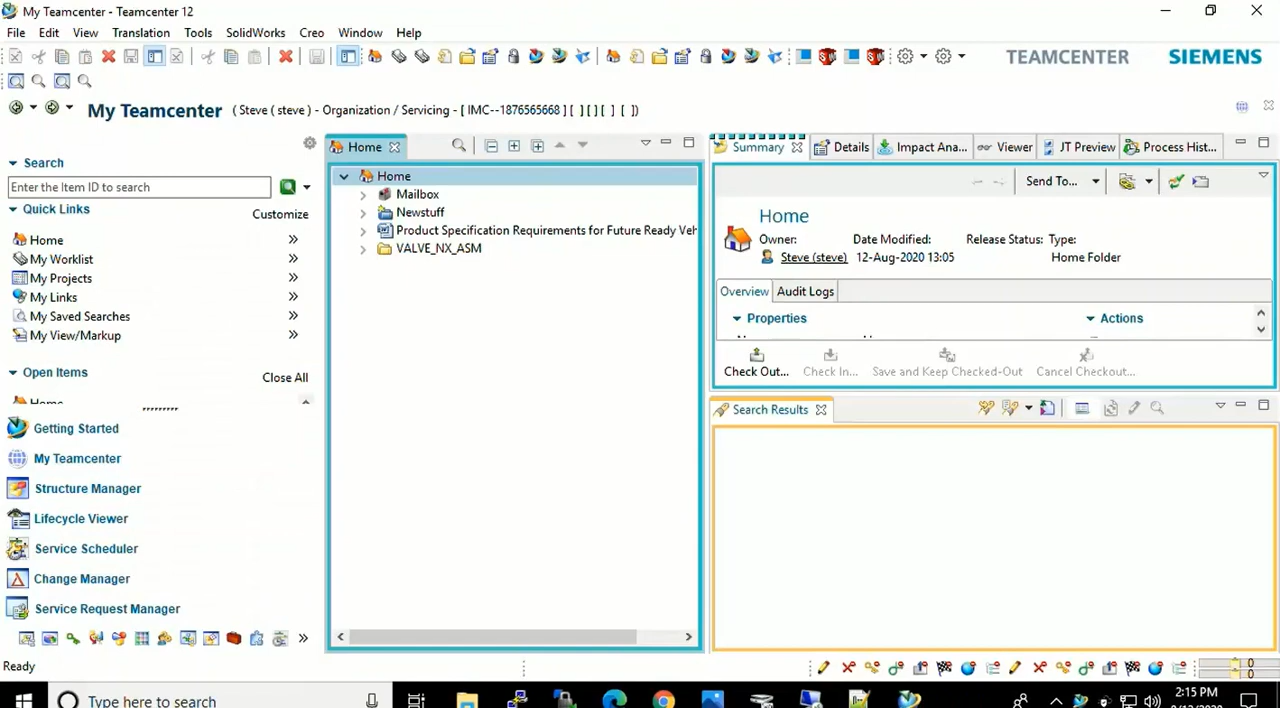 My Teamcenter - Teamcenter 12
File Edit View Translation Tools SolidWorks Creo Window Help
TEAMCENTER SIEMENS
My Teamcenter ( Steve ( steve ) - Organization / Servicing - [ IMC--1876565668 ] [ ] [ ] [ ] [ ] )
Search
Enter the Item ID to search
Quick Links
Customize
Home
My Worklist
My Projects
My Links
My Saved Searches
My View/Markup
Open Items
Close All
Home
Getting Started
My Teamcenter
Structure Manager
Lifecycle Viewer
Service Scheduler
Change Manager
Service Request Manager
Home
Home
Mailbox
Newstuff
Product Specification Requirements for Future Ready Veh
VALVE_NX_ASM
Summary Details Impact Ana... Viewer JT Preview Process Hist...
Send To...
Home
Owner: Date Modified: Release Status: Type:
Steve (steve) 12-Aug-2020 13:05 Home Folder
Overview Audit Logs
Properties Actions
Check Out... Check In... Save and Keep Checked-Out Cancel Checkout...
Search Results
Ready
0
0
Type here to search
2:15 PM